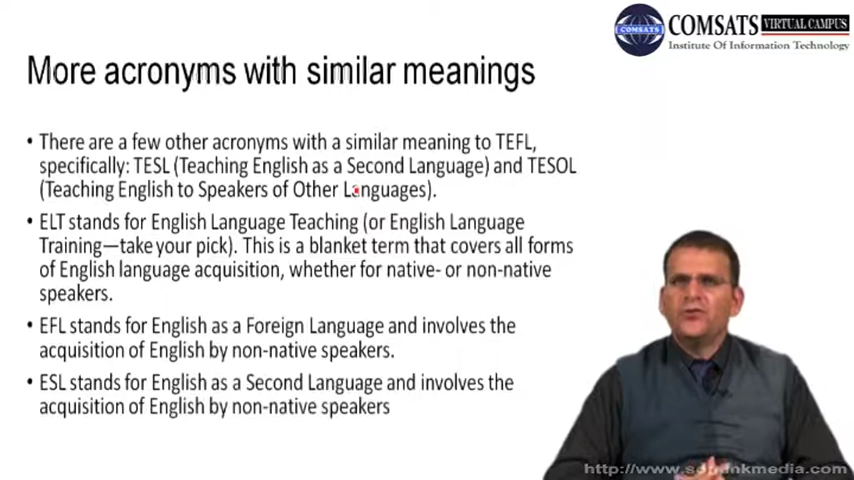 COMSATS VIRTUAL CAMPUS
COMSATS
Institute Of Information Technology
More acronyms with similar meanings
• There are a few other acronyms with a similar meaning to TEFL,
specifically: TESL (Teaching English as a Second Language) and TESOL
(Teaching English to Speakers of Other Languages).
• ELT stands for English Language Teaching (or English Language
Training—take your pick). This is a blanket term that covers all forms
of English language acquisition, whether for native- or non-native
speakers.
• EFL stands for English as a Foreign Language and involves the
acquisition of English by non-native speakers.
• ESL stands for English as a Second Language and involves the
acquisition of English by non-native speakers